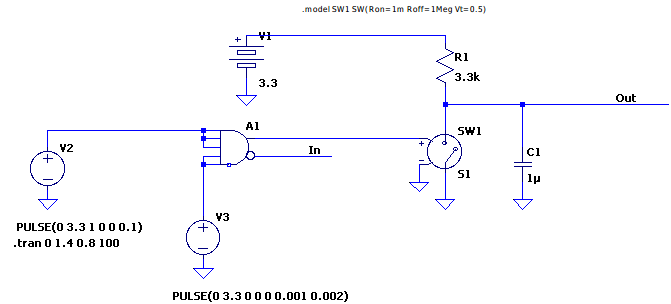 .model SW1 SW(Ron=1m Roff=1Meg Vt=0.5)
V1
+
R1
3.3
3.3k
Out
A1
SW1
V2
In
+
C1
+
-
-
S1
1µ
V3
PULSE(0 3.3 1 0 0 0.1)
+
.tran 0 1.4 0.8 100
-
PULSE(0 3.3 0 0 0 0.001 0.002)